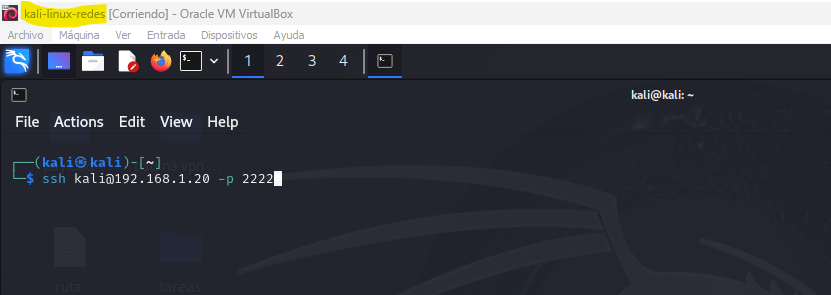 kali-linux-redes [Corriendo] - Oracle VM VirtualBox
Archivo Máquina Ver Entrada Dispositivos Ayuda
1 2 3 4
kali@kali: ~
File Actions Edit View Help
(kali㉿kali)-[~]
$ ssh kali@192.168.1.20 -p 2222
ruta tareas